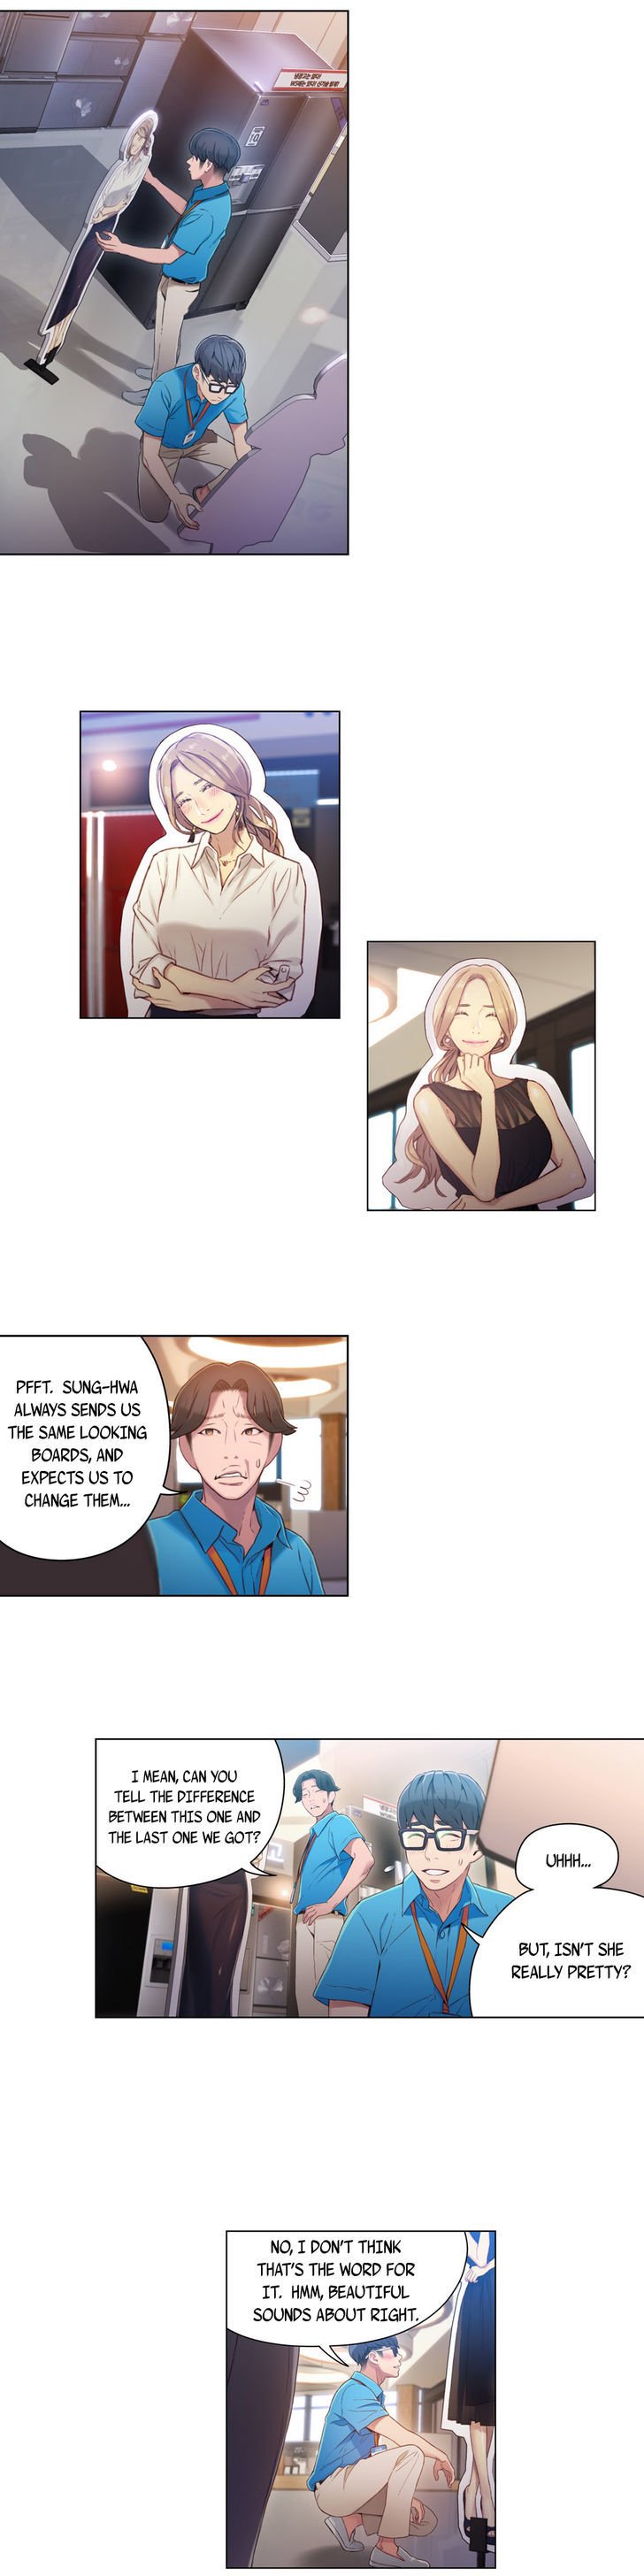 PFFT. SUNG-HWA
ALWAYS SENDS US
THE SAME LOOKING
BOARDS, AND
EXPECTS US TO
CHANGE THEM...
I MEAN, CAN YOU
TELL THE DIFFERENCE
BETWEEN THIS ONE AND
THE LAST ONE WE GOT?
UHHH...
BUT, ISN'T SHE
REALLY PRETTY?
NO, I DON'T THINK
THAT'S THE WORD FOR
IT. HMM, BEAUTIFUL
SOUNDS ABOUT RIGHT.